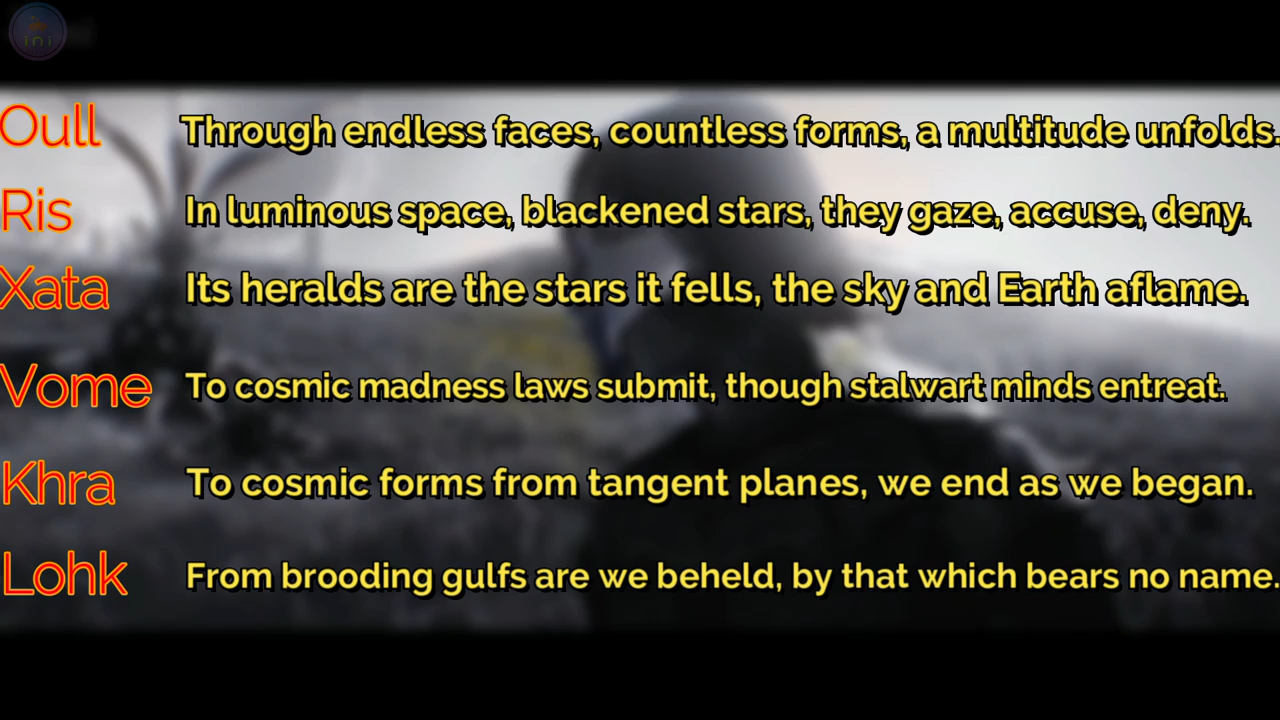 ini
Oull Through endless faces, countless forms, a multitude unfolds.
Ris In luminous space, blackened stars, they gaze, accuse, deny.
Xata Its heralds are the stars it fells, the sky and Earth aflame.
Vome To cosmic madness laws submit, though stalwart minds entreat.
Khra To cosmic forms from tangent planes, we end as we began.
Lohk From brooding gulfs are we beheld, by that which bears no name.